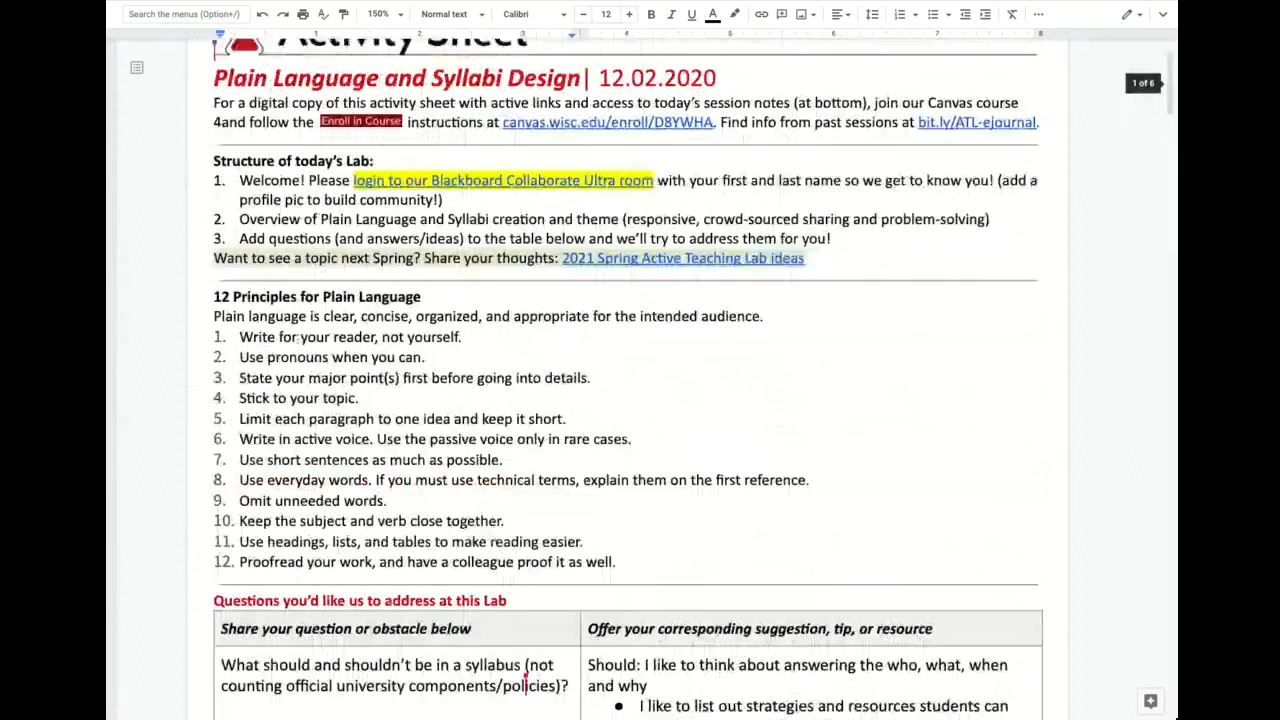 Search the menus (Option+/)
150%
Normal text
Calibri
12
B I U A
1 2 3 4 5 6 7 8
Activity Sheet
1 of 6
Plain Language and Syllabi Design| 12.02.2020
For a digital copy of this activity sheet with active links and access to today's session notes (at bottom), join our Canvas course
4and follow the Enroll in Course instructions at canvas.wisc.edu/enroll/D8YWHA. Find info from past sessions at bit.ly/ATL-ejournal.
Structure of today's Lab:
1. Welcome! Please login to our Blackboard Collaborate Ultra room with your first and last name so we get to know you! (add a
profile pic to build community!)
2. Overview of Plain Language and Syllabi creation and theme (responsive, crowd-sourced sharing and problem-solving)
3. Add questions (and answers/ideas) to the table below and we'll try to address them for you!
Want to see a topic next Spring? Share your thoughts: 2021 Spring Active Teaching Lab ideas
12 Principles for Plain Language
Plain language is clear, concise, organized, and appropriate for the intended audience.
1. Write for your reader, not yourself.
2. Use pronouns when you can.
3. State your major point(s) first before going into details.
4. Stick to your topic.
5. Limit each paragraph to one idea and keep it short.
6. Write in active voice. Use the passive voice only in rare cases.
7. Use short sentences as much as possible.
8. Use everyday words. If you must use technical terms, explain them on the first reference.
9. Omit unneeded words.
10. Keep the subject and verb close together.
11. Use headings, lists, and tables to make reading easier.
12. Proofread your work, and have a colleague proof it as well.
Questions you'd like us to address at this Lab
Share your question or obstacle below
Offer your corresponding suggestion, tip, or resource
What should and shouldn't be in a syllabus (not
counting official university components/policies)?
Should: I like to think about answering the who, what, when
and why
● I like to list out strategies and resources students can